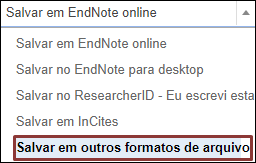 Salvar em EndNote online
Salvar em EndNote online
Salvar no EndNote para desktop
Salvar no ResearcherID - Eu escrevi esta
Salvar em InCites
Salvar em outros formatos de arquivo